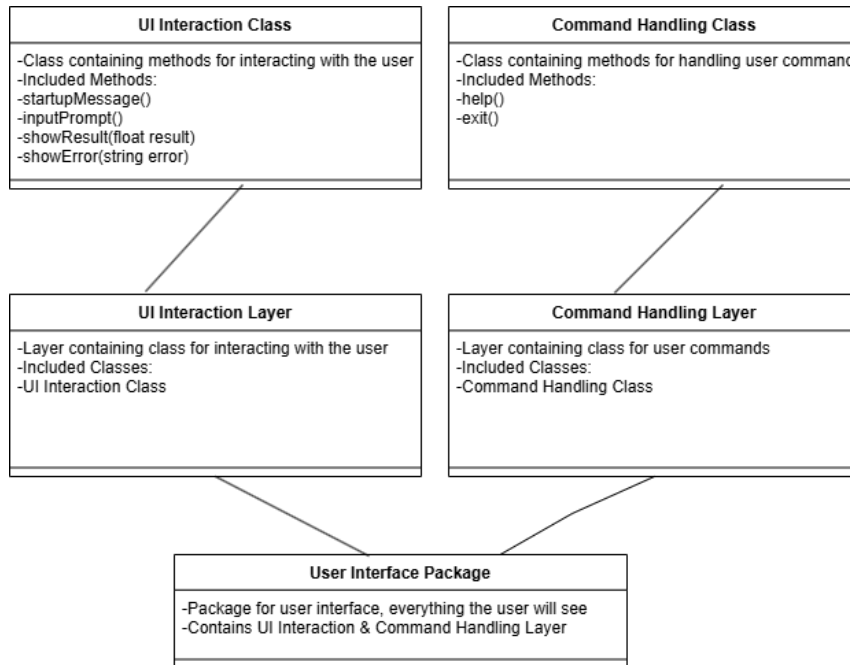 UI Interaction Class
-Class containing methods for interacting with the user
-Included Methods:
-startupMessage()
-inputPrompt()
-showResult(float result)
-showError(string error)
Command Handling Class
-Class containing methods for handling user command
-Included Methods:
-help()
-exit()
UI Interaction Layer
-Layer containing class for interacting with the user
-Included Classes:
-UI Interaction Class
Command Handling Layer
-Layer containing class for user commands
-Included Classes:
-Command Handling Class
User Interface Package
-Package for user interface, everything the user will see
-Contains UI Interaction & Command Handling Layer